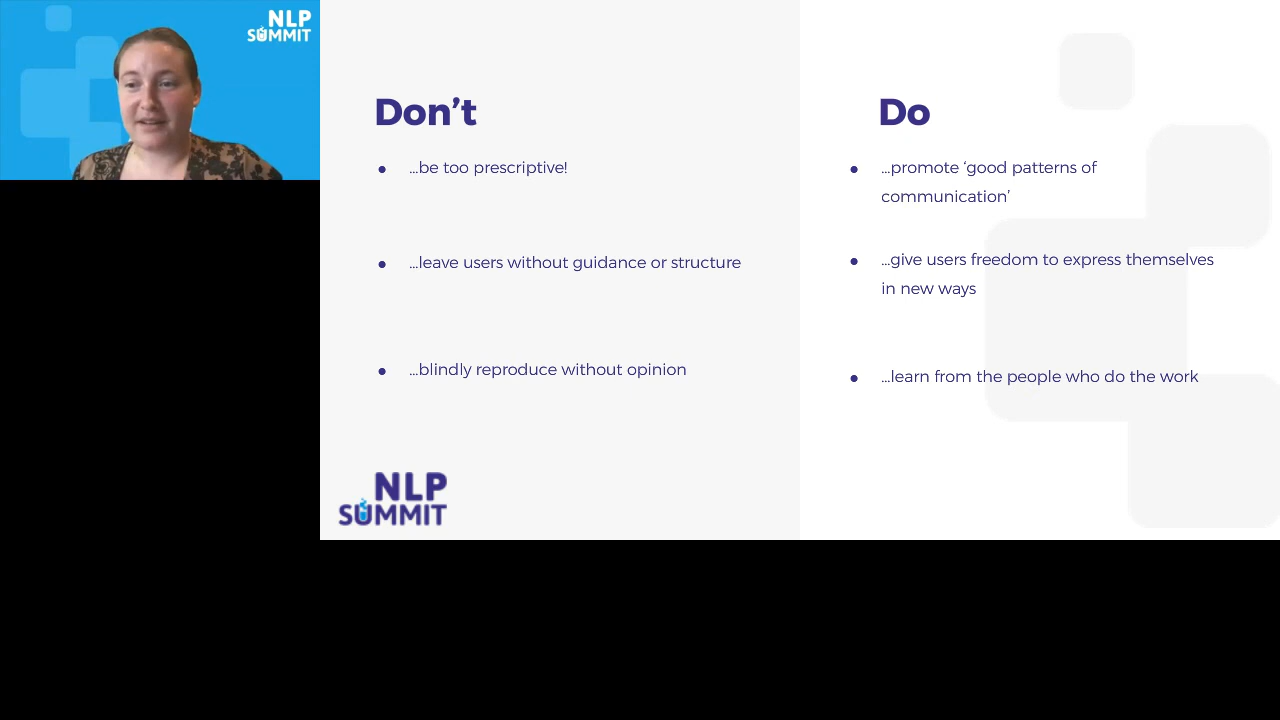 NLP
SUMMIT
Don’t
...be too prescriptive!
...leave users without guidance or structure
...blindly reproduce without opinion
NLP
SUMMIT
Do
...promote ‘good patterns of
communication’
...give users freedom to express themselves
in new ways
...learn from the people who do the work